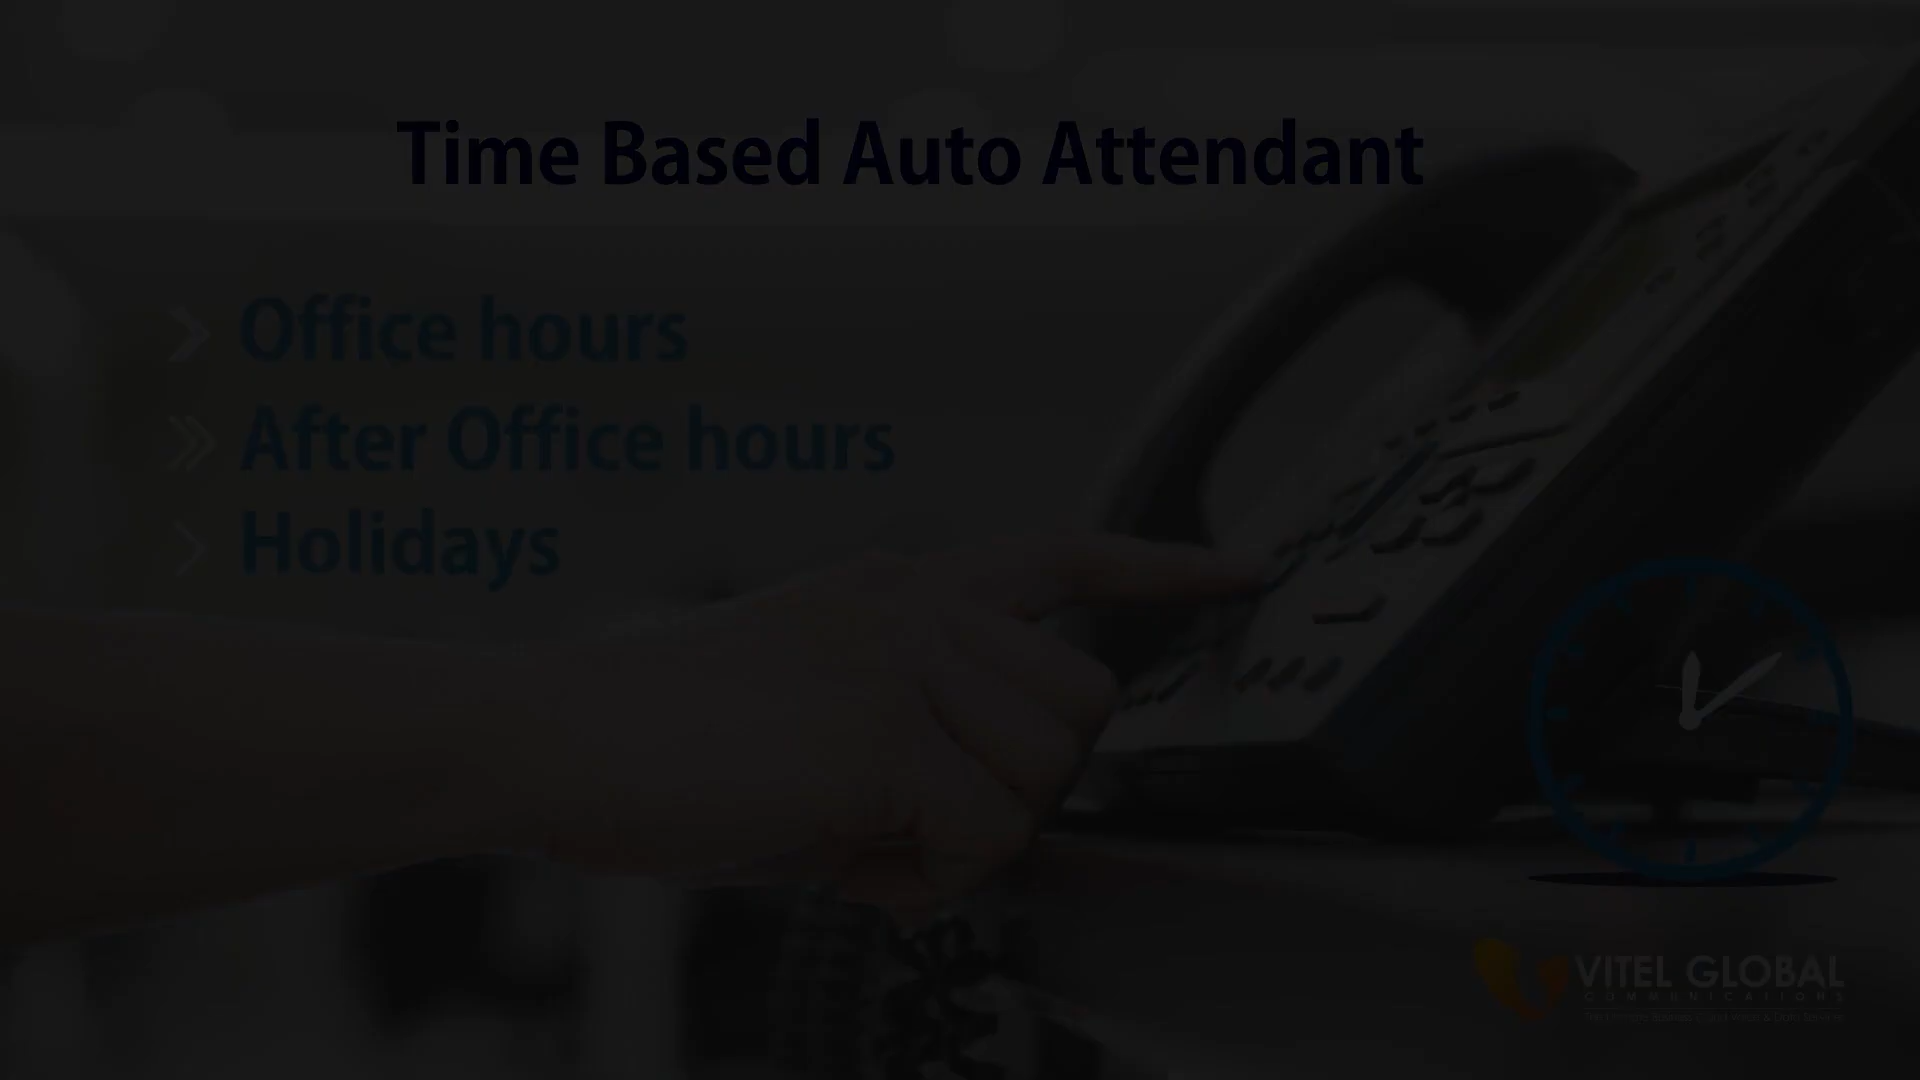 Time Based Auto Attendant
Office hours
After Office hours
Holidays
VITEL GLOBAL
COMMUNICATIONS